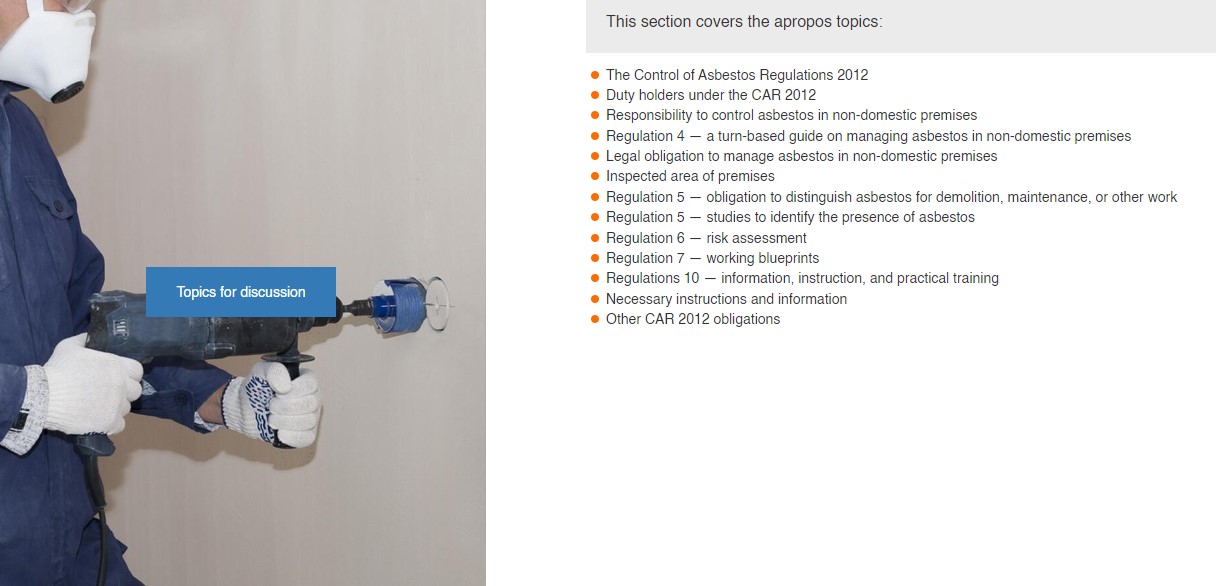 Topics for discussion
This section covers the apropos topics:
The Control of Asbestos Regulations 2012
Duty holders under the CAR 2012
Responsibility to control asbestos in non-domestic premises
Regulation 4 — a turn-based guide on managing asbestos in non-domestic premises
Legal obligation to manage asbestos in non-domestic premises
Inspected area of premises
Regulation 5 — obligation to distinguish asbestos for demolition, maintenance, or other work
Regulation 5 — studies to identify the presence of asbestos
Regulation 6 — risk assessment
Regulation 7 — working blueprints
Regulations 10 — information, instruction, and practical training
Necessary instructions and information
Other CAR 2012 obligations